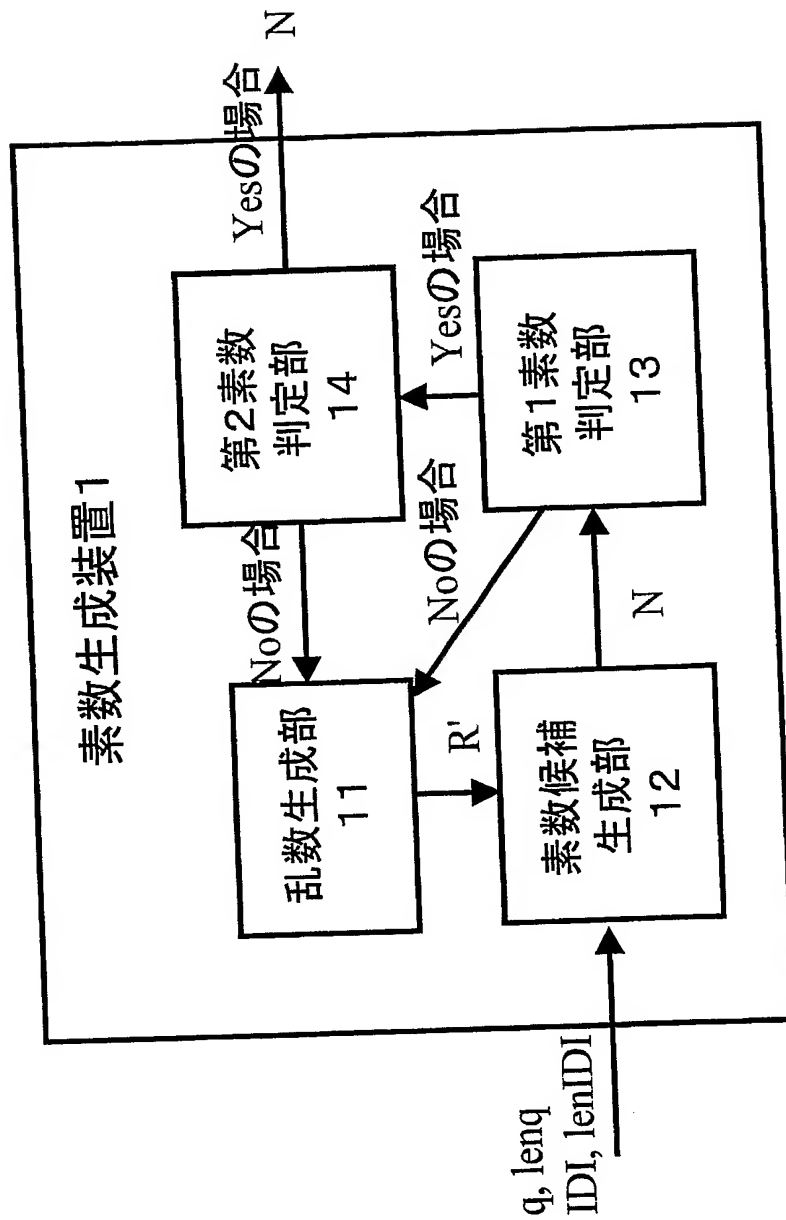 素数生成装置1
乱数生成部
11
Noの場合
第2素数
判定部
14
Yesの場合
N
R'
Noの場合
Yesの場合
素数候補
生成部
12
N
第1素数
判定部
13
q, lenq
IDI, lenIDI